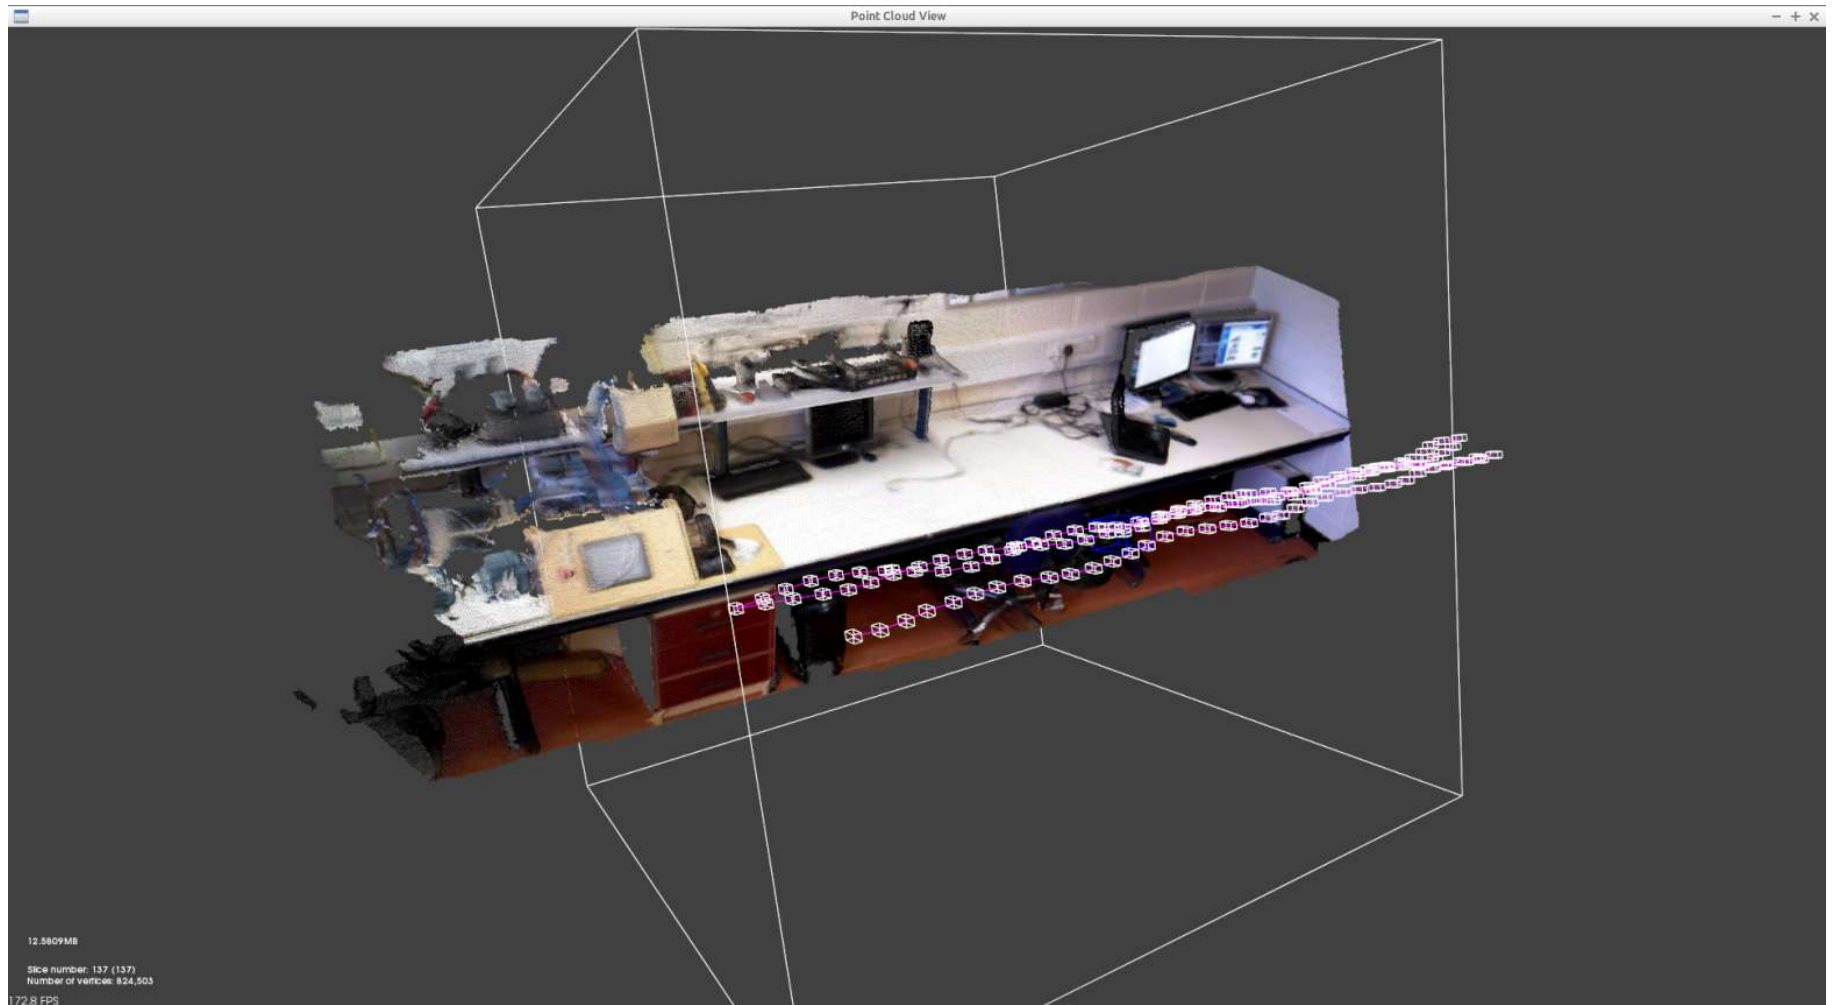 Point Cloud View
12.5809MB
Slice number: 137 (137)
Number of vertices: 824,503
172.8 FPS